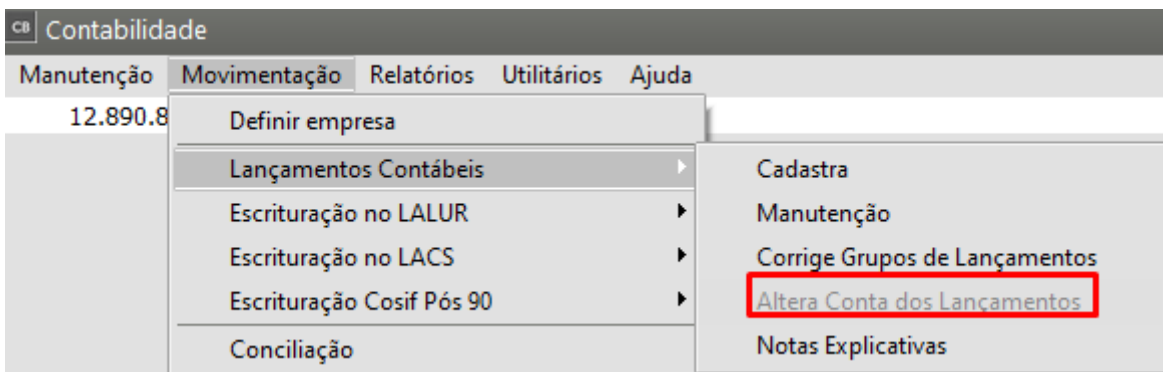 CB Contabilidade
Manutenção Movimentação Relatórios Utilitários Ajuda
12.890.8
Definir empresa
Lançamentos Contábeis
Escrituração no LALUR
Escrituração no LACS
Escrituração Cosif Pós 90
Conciliação
Cadastra
Manutenção
Corrige Grupos de Lançamentos
Altera Conta dos Lançamentos
Notas Explicativas